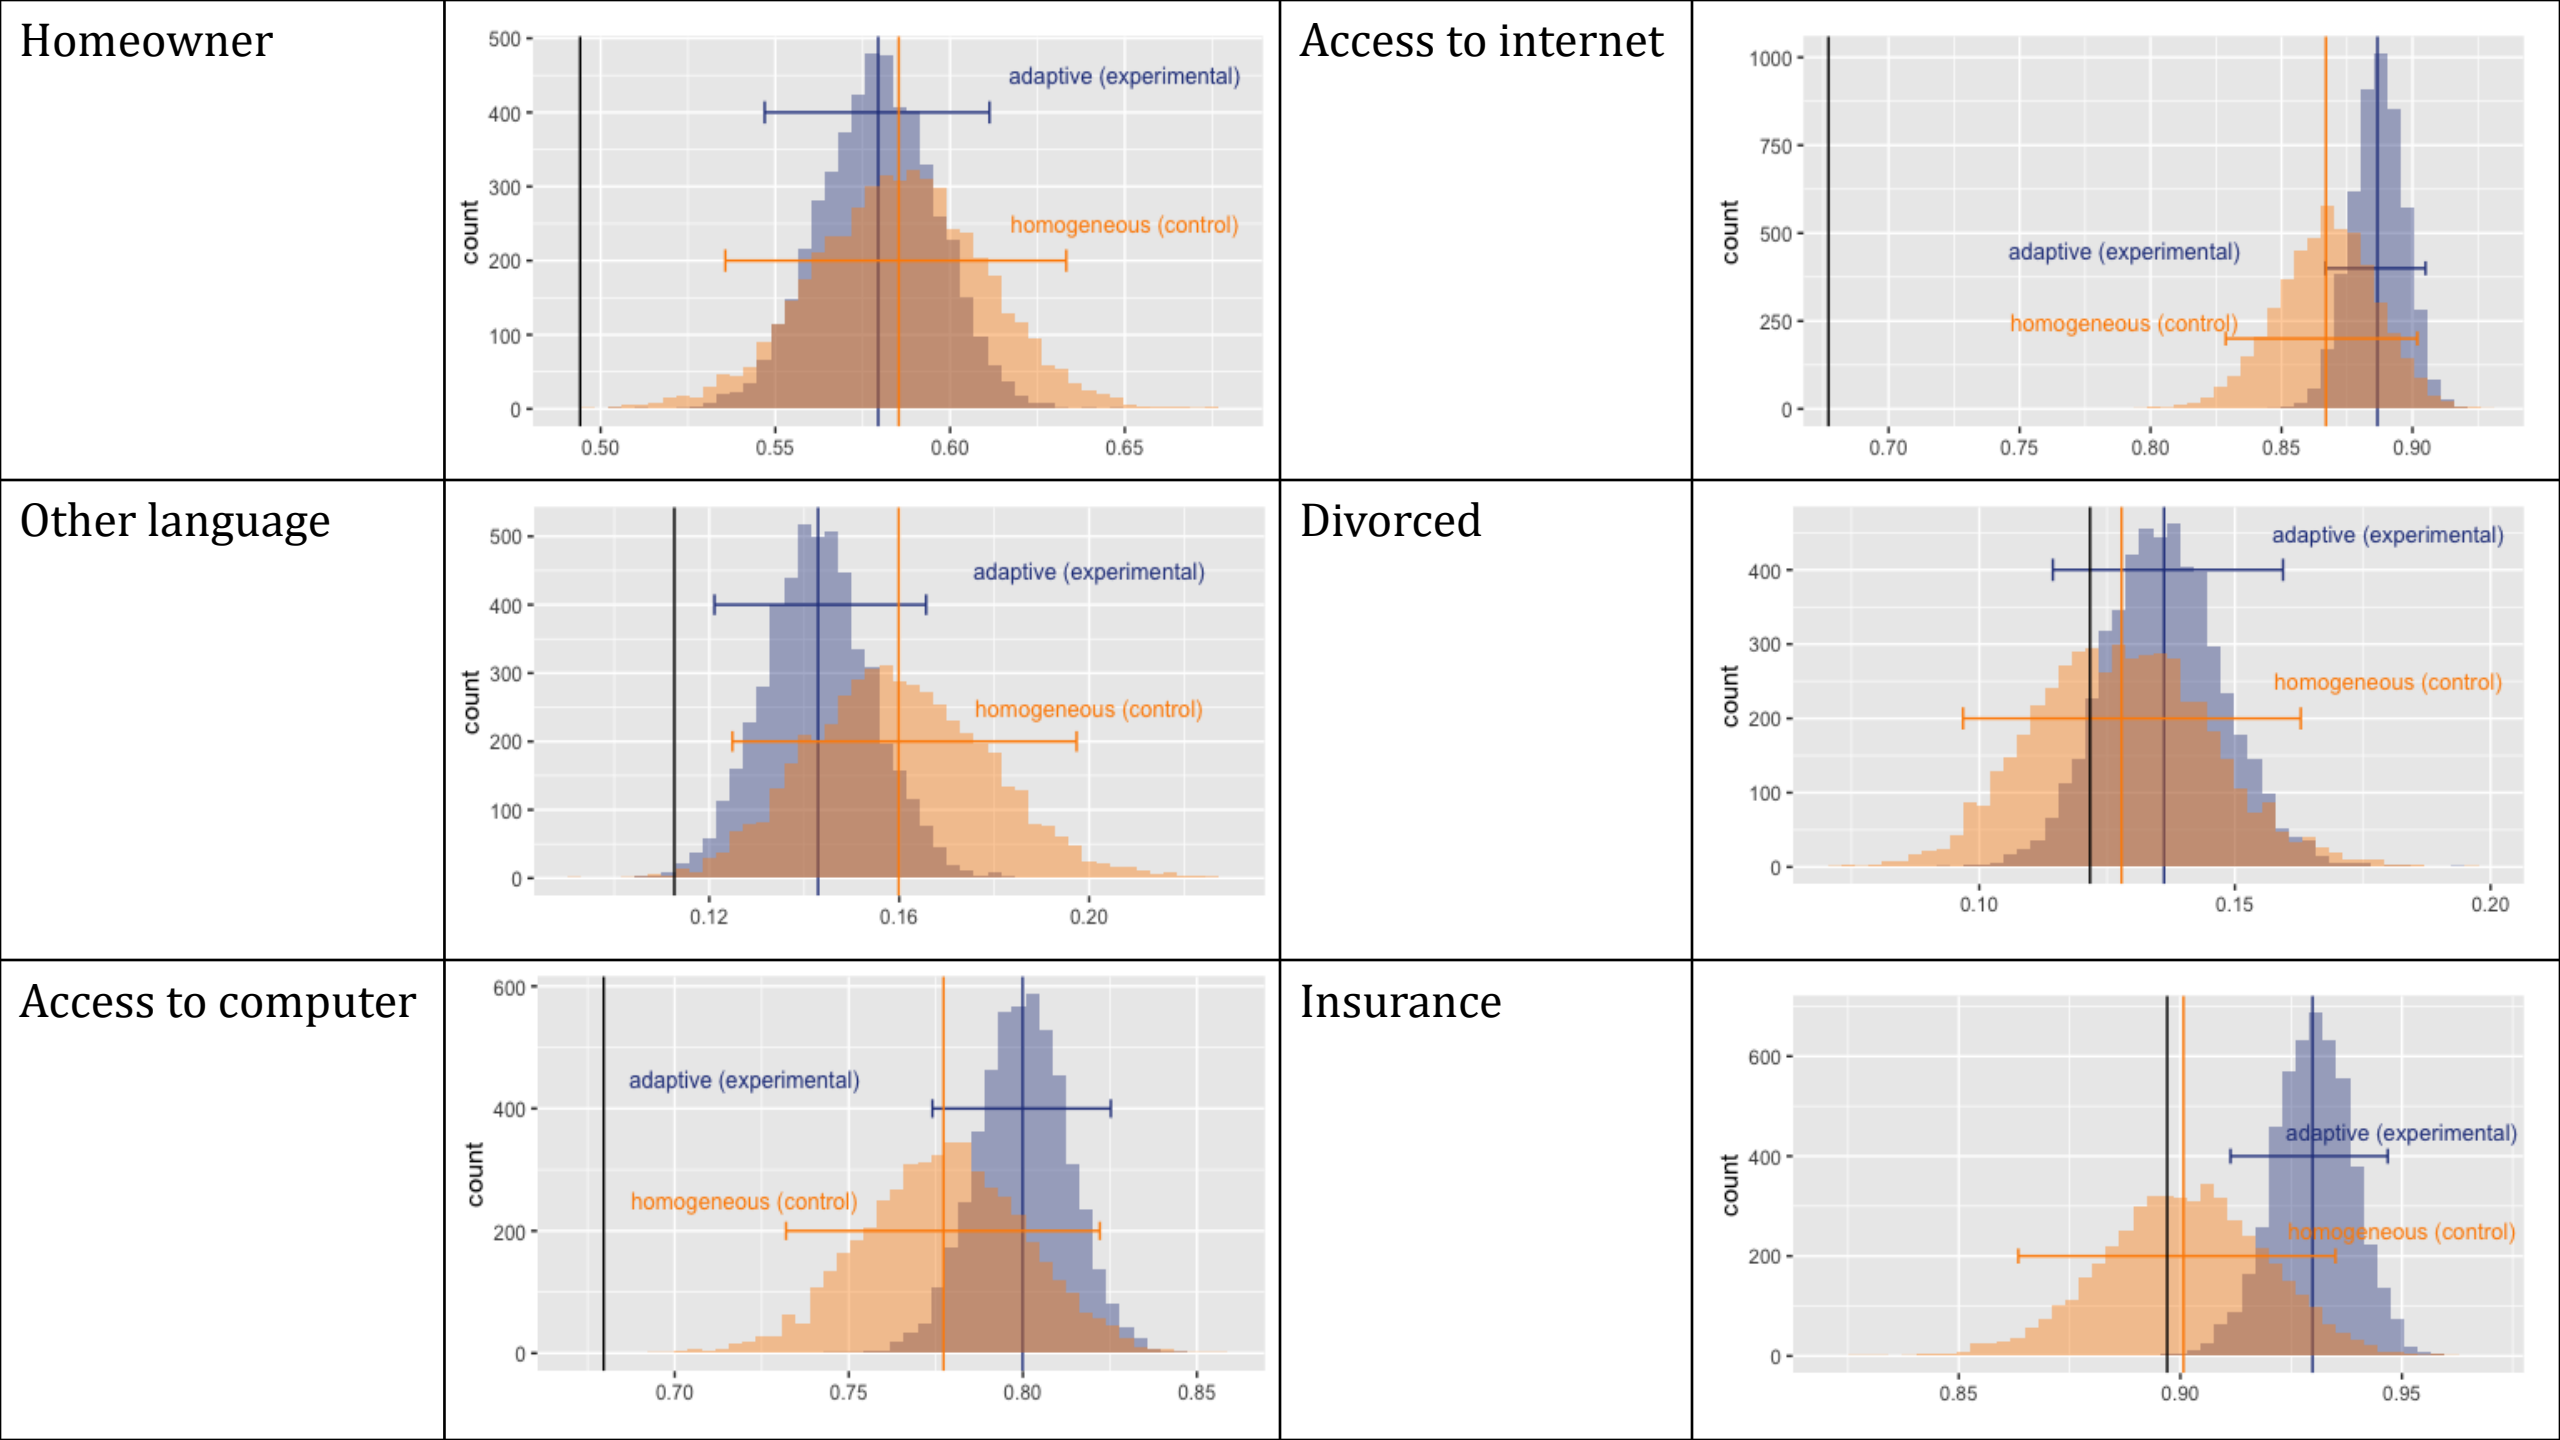 Homeowner
500
400
300
200
100
0
count
adaptive (experimental)
homogeneous (control)
0.50 0.55 0.60 0.65
Access to internet
1000
750
500
250
0
count
adaptive (experimental)
homogeneous (control)
0.70 0.75 0.80 0.85 0.90
Other language
500
400
300
200
100
0
count
adaptive (experimental)
homogeneous (control)
0.12 0.16 0.20
Divorced
400
300
200
100
0
count
adaptive (experimental)
homogeneous (control)
0.10 0.15 0.20
Access to computer
600
400
200
0
count
adaptive (experimental)
homogeneous (control)
0.70 0.75 0.80 0.85
Insurance
600
400
200
0
count
adaptive (experimental)
homogeneous (control)
0.85 0.90 0.95